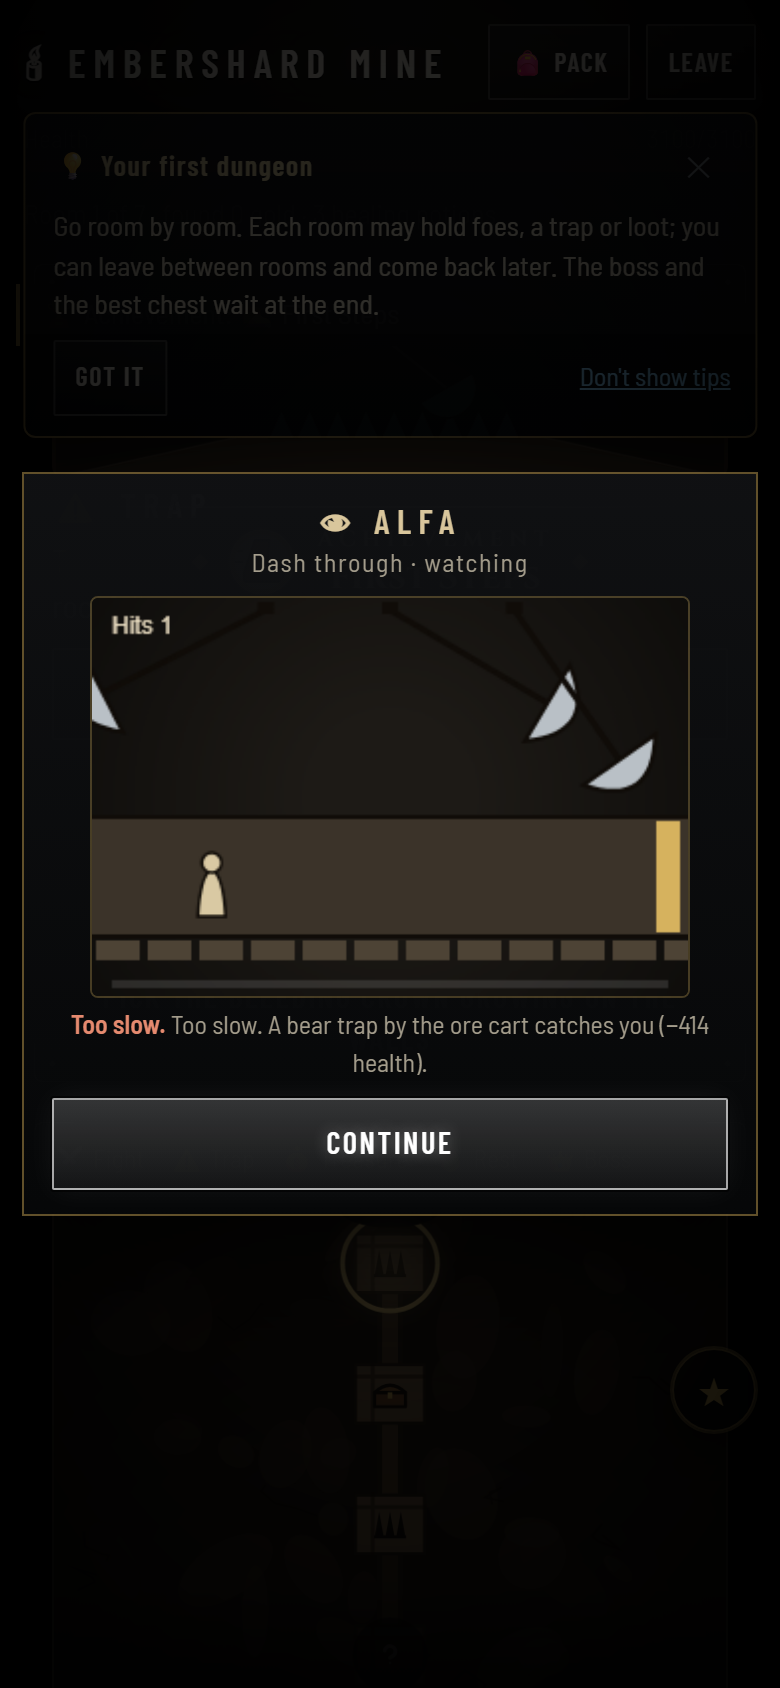 EMBERSHARD MINE
PACK
LEAVE
Your first dungeon
Go room by room. Each room may hold foes, a trap or loot; you
can leave between rooms and come back later. The boss and
the best chest wait at the end.
GOT IT
Don't show tips
ALFA
Dash through · watching
Hits 1
Too slow. Too slow. A bear trap by the ore cart catches you (−414
health).
CONTINUE